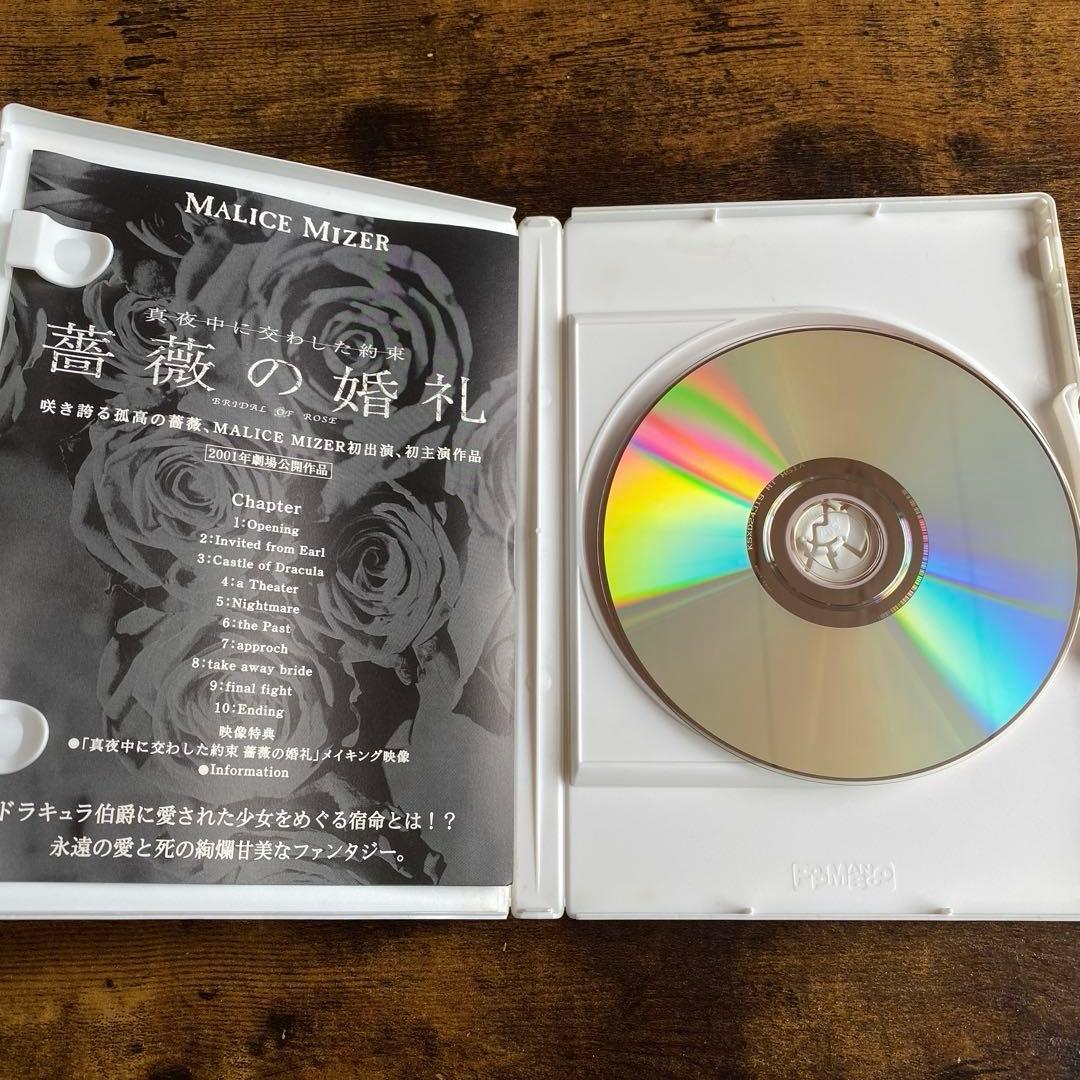 MALICE MIZER
真夜中に交わした約束
薔薇の婚礼
BRIDAL OF ROSE
咲き誇る孤高の薔薇、MALICE MIZER初出演、初主演作品
2001年劇場公開作品
Chapter
1:Opening
2:Invited from Earl
3:Castle of Dracula
4:a Theater
5:Nightmare
6:the Past
7:approch
8:take away bride
9:final fight
10:Ending
映像特典
●「真夜中に交わした約束 薔薇の婚礼」メイキング映像
●Information
ドラキュラ伯爵に愛された少女をめぐる宿命とは!?
永遠の愛と死の絢爛甘美なファンタジー。